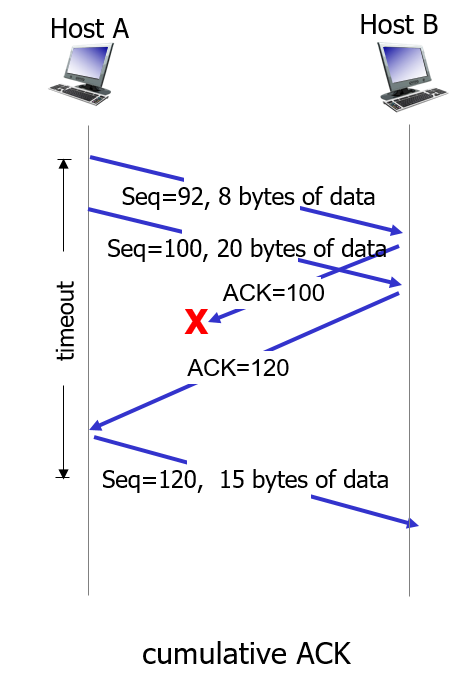 Host A
Host B
Seq=92, 8 bytes of data
Seq=100, 20 bytes of data
ACK=100
X
timeout
ACK=120
Seq=120, 15 bytes of data
cumulative ACK